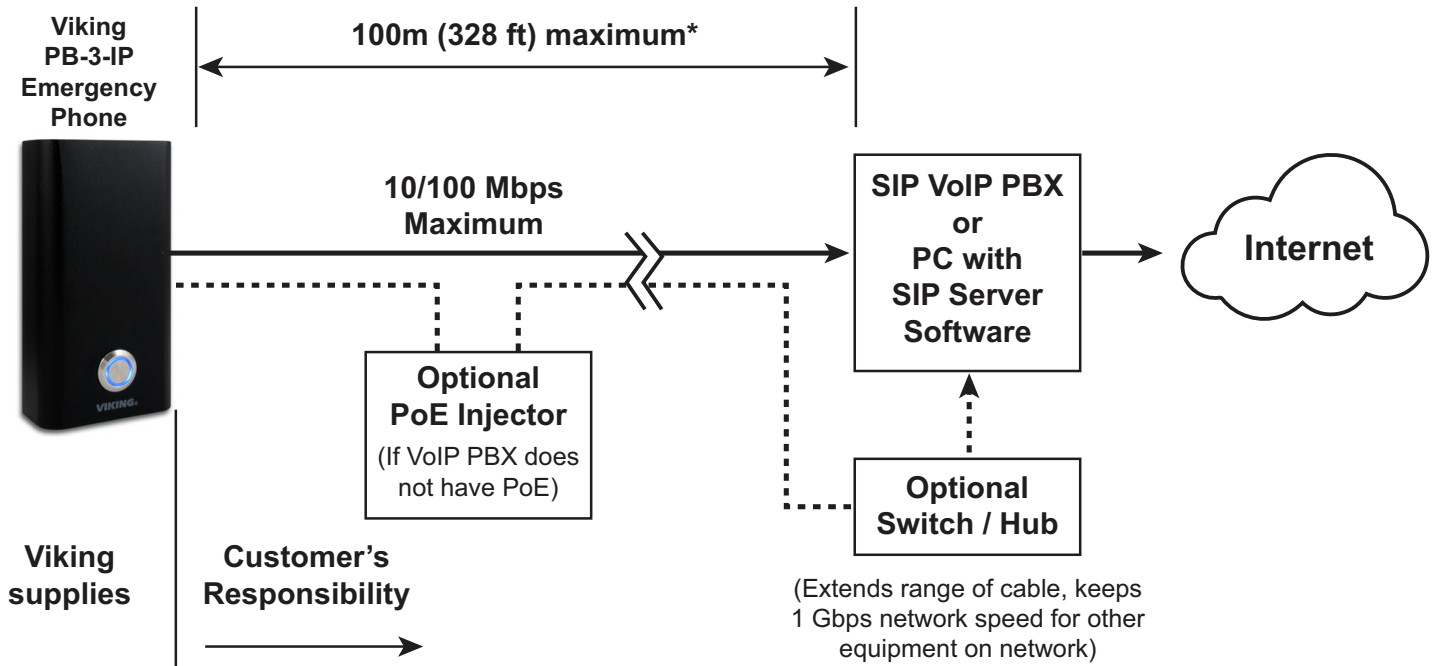 Viking
PB-3-IP
Emergency
Phone
100m (328 ft) maximum*
10/100 Mbps
Maximum
SIP VoIP PBX
or
PC with
SIP Server
Software
Internet
VIKING®
Optional
PoE Injector
(If VoIP PBX does
not have PoE)
Optional
Switch / Hub
(Extends range of cable, keeps
1 Gbps network speed for other
equipment on network)
Viking
supplies
Customer’s
Responsibility